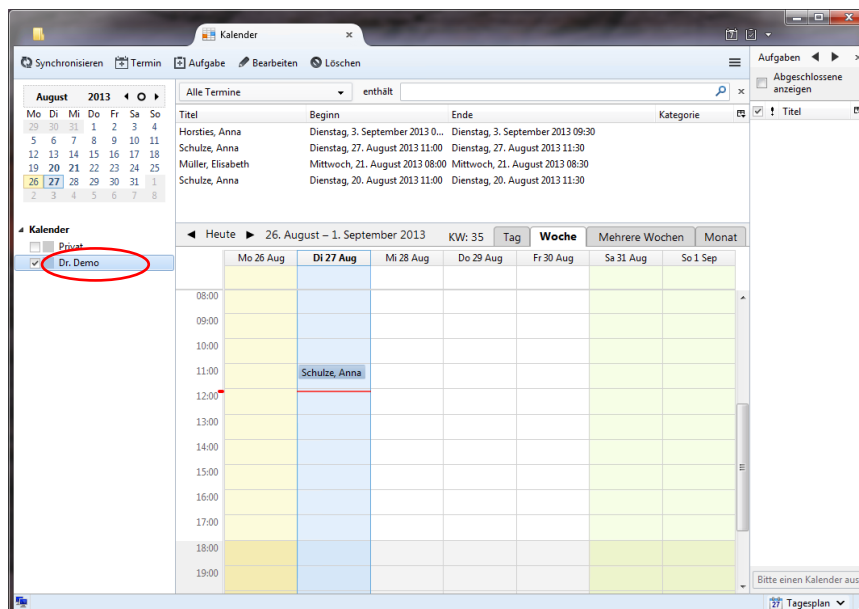 Kalender
Synchronisieren Termin Aufgabe Bearbeiten Löschen
Aufgaben
Abgeschlossene anzeigen
! Titel
August 2013
Mo Di Mi Do Fr Sa So
29 30 31 1 2 3 4
5 6 7 8 9 10 11
12 13 14 15 16 17 18
19 20 21 22 23 24 25
26 27 28 29 30 31 1
2 3 4 5 6 7 8
Kalender
Privat
Dr. Demo
Alle Termine enthält
Titel Beginn Ende Kategorie
Horsties, Anna Dienstag, 3. September 2013 0... Dienstag, 3. September 2013 09:30
Schulze, Anna Dienstag, 27. August 2013 11:00 Dienstag, 27. August 2013 11:30
Müller, Elisabeth Mittwoch, 21. August 2013 08:00 Mittwoch, 21. August 2013 08:30
Schulze, Anna Dienstag, 20. August 2013 11:00 Dienstag, 20. August 2013 11:30
Heute 26. August – 1. September 2013 KW: 35 Tag Woche Mehrere Wochen Monat
Mo 26 Aug Di 27 Aug Mi 28 Aug Do 29 Aug Fr 30 Aug Sa 31 Aug So 1 Sep
08:00
09:00
10:00
11:00 Schulze, Anna
12:00
13:00
14:00
15:00
16:00
17:00
18:00
19:00
Bitte einen Kalender aus
27 Tagesplan